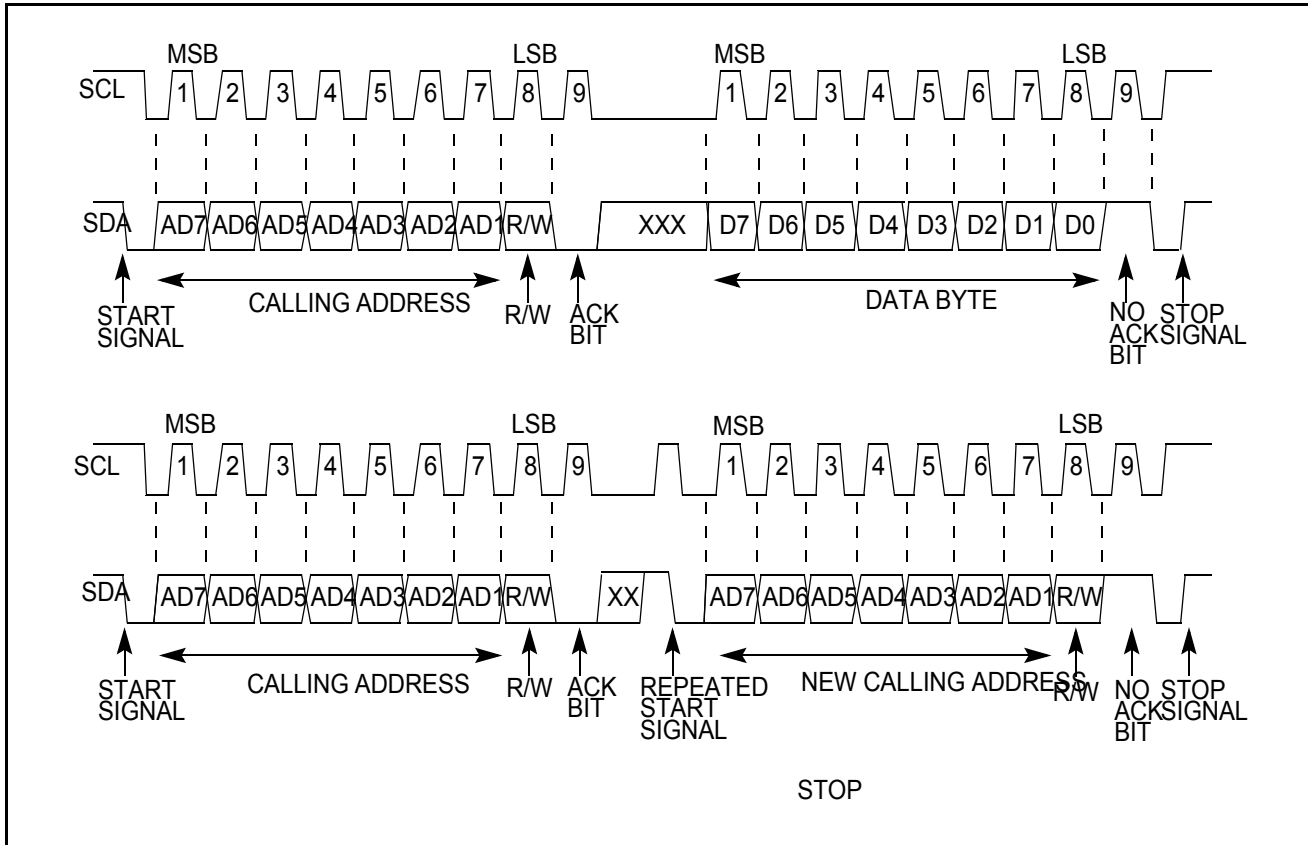 MSB LSB MSB LSB
SCL 1 2 3 4 5 6 7 8 9 1 2 3 4 5 6 7 8 9
SDA AD7 AD6 AD5 AD4 AD3 AD2 AD1 R/W XXX D7 D6 D5 D4 D3 D2 D1 D0
CALLING ADDRESS DATA BYTE
START SIGNAL R/W ACK BIT NO ACK BIT STOP SIGNAL
MSB LSB MSB LSB
SCL 1 2 3 4 5 6 7 8 9 1 2 3 4 5 6 7 8 9
SDA AD7 AD6 AD5 AD4 AD3 AD2 AD1 R/W XX AD7 AD6 AD5 AD4 AD3 AD2 AD1 R/W
CALLING ADDRESS NEW CALLING ADDRESS
START SIGNAL R/W ACK BIT REPEATED START SIGNAL R/W NO ACK BIT STOP SIGNAL
STOP